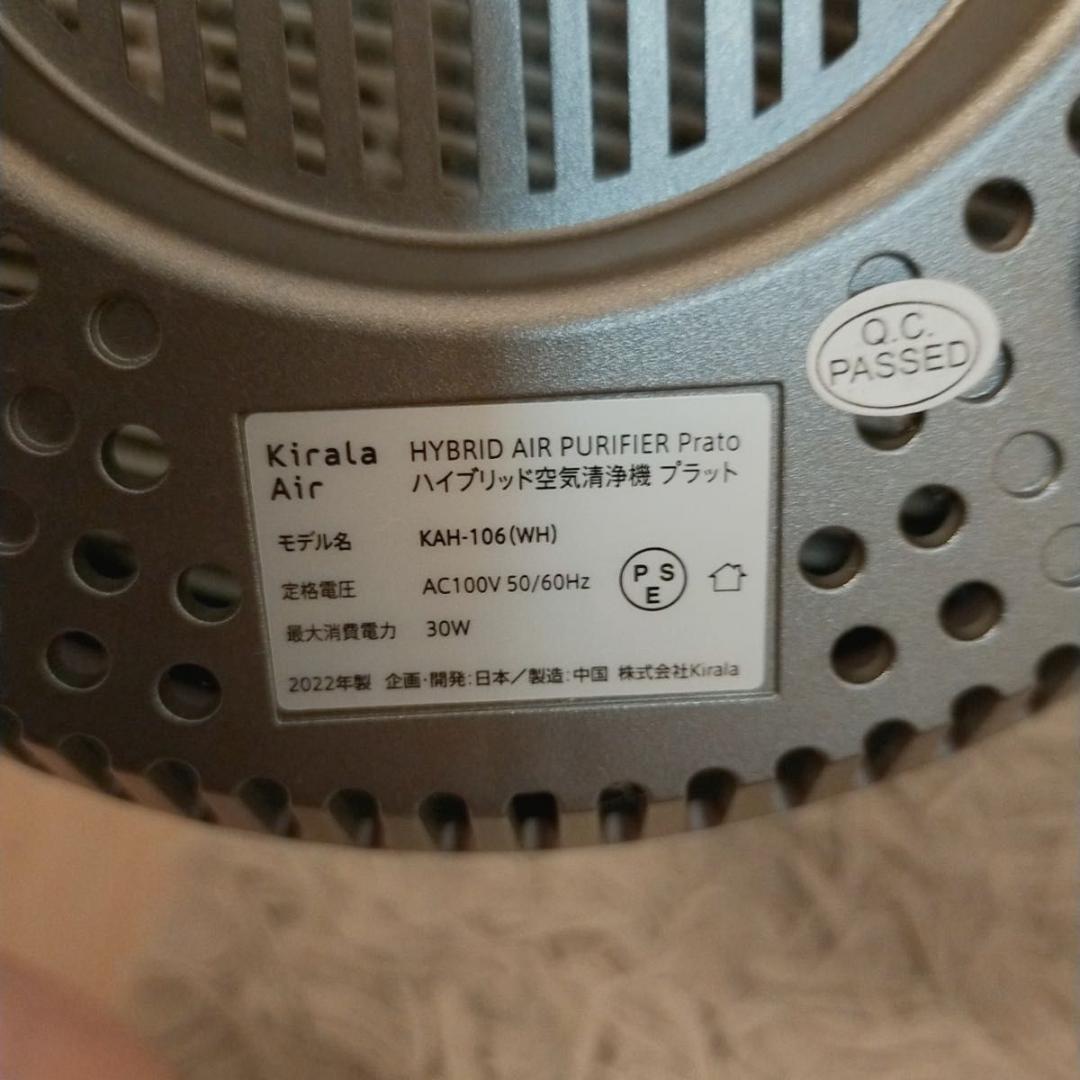 Q.C.
PASSED
Kirala
Air
HYBRID AIR PURIFIER Prato
ハイブリッド空気清浄機 プラット
モデル名 KAH-106(WH)
定格電圧 AC100V 50/60Hz
PS
E
最大消費電力 30W
2022年製 企画・開発:日本/製造:中国 株式会社Kirala